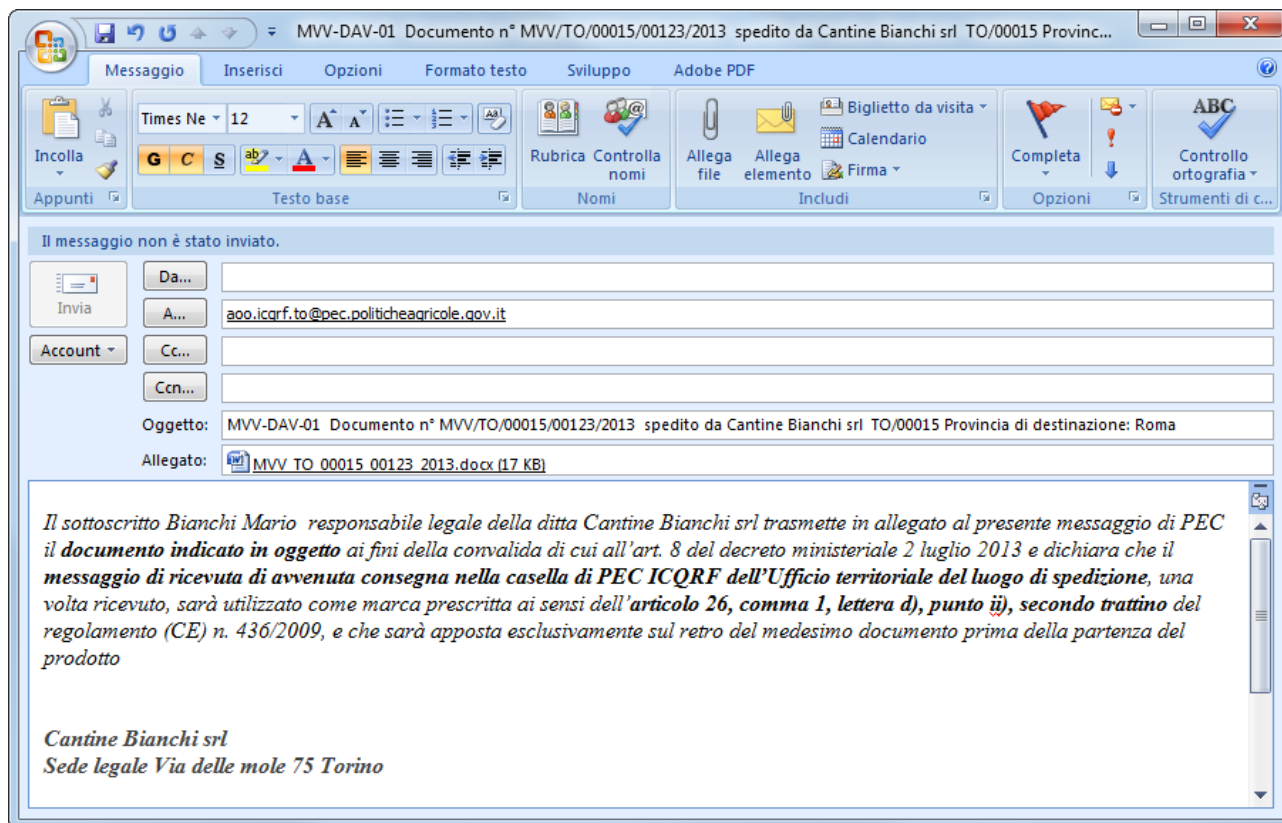 MVV-DAV-01 Documento n° MVV/TO/00015/00123/2013 spedito da Cantine Bianchi srl TO/00015 Provinc...
Messaggio Inserisci Opzioni Formato testo Sviluppo Adobe PDF
Incolla
Appunti
Times Ne 12
G C S
Testo base
Rubrica Controlla nomi
Nomi
Allega file Allega elemento
Biglietto da visita
Calendario
Firma
Includi
Completa
Opzioni
ABC
Controllo ortografia
Strumenti di c...
Il messaggio non è stato inviato.
Invia
Account
Da...
A... aoo.icqrf.to@pec.politicheagricole.gov.it
Cc...
Ccn...
Oggetto: MVV-DAV-01 Documento n° MVV/TO/00015/00123/2013 spedito da Cantine Bianchi srl TO/00015 Provincia di destinazione: Roma
Allegato: MVV_TO_00015_00123_2013.docx (17 KB)
Il sottoscritto Bianchi Mario responsabile legale della ditta Cantine Bianchi srl trasmette in allegato al presente messaggio di PEC
il documento indicato in oggetto ai fini della convalida di cui all'art. 8 del decreto ministeriale 2 luglio 2013 e dichiara che il
messaggio di ricevuta di avvenuta consegna nella casella di PEC ICQRF dell'Ufficio territoriale del luogo di spedizione, una
volta ricevuto, sarà utilizzato come marca prescritta ai sensi dell'articolo 26, comma 1, lettera d), punto ii), secondo trattino del
regolamento (CE) n. 436/2009, e che sarà apposta esclusivamente sul retro del medesimo documento prima della partenza del
prodotto
Cantine Bianchi srl
Sede legale Via delle mole 75 Torino